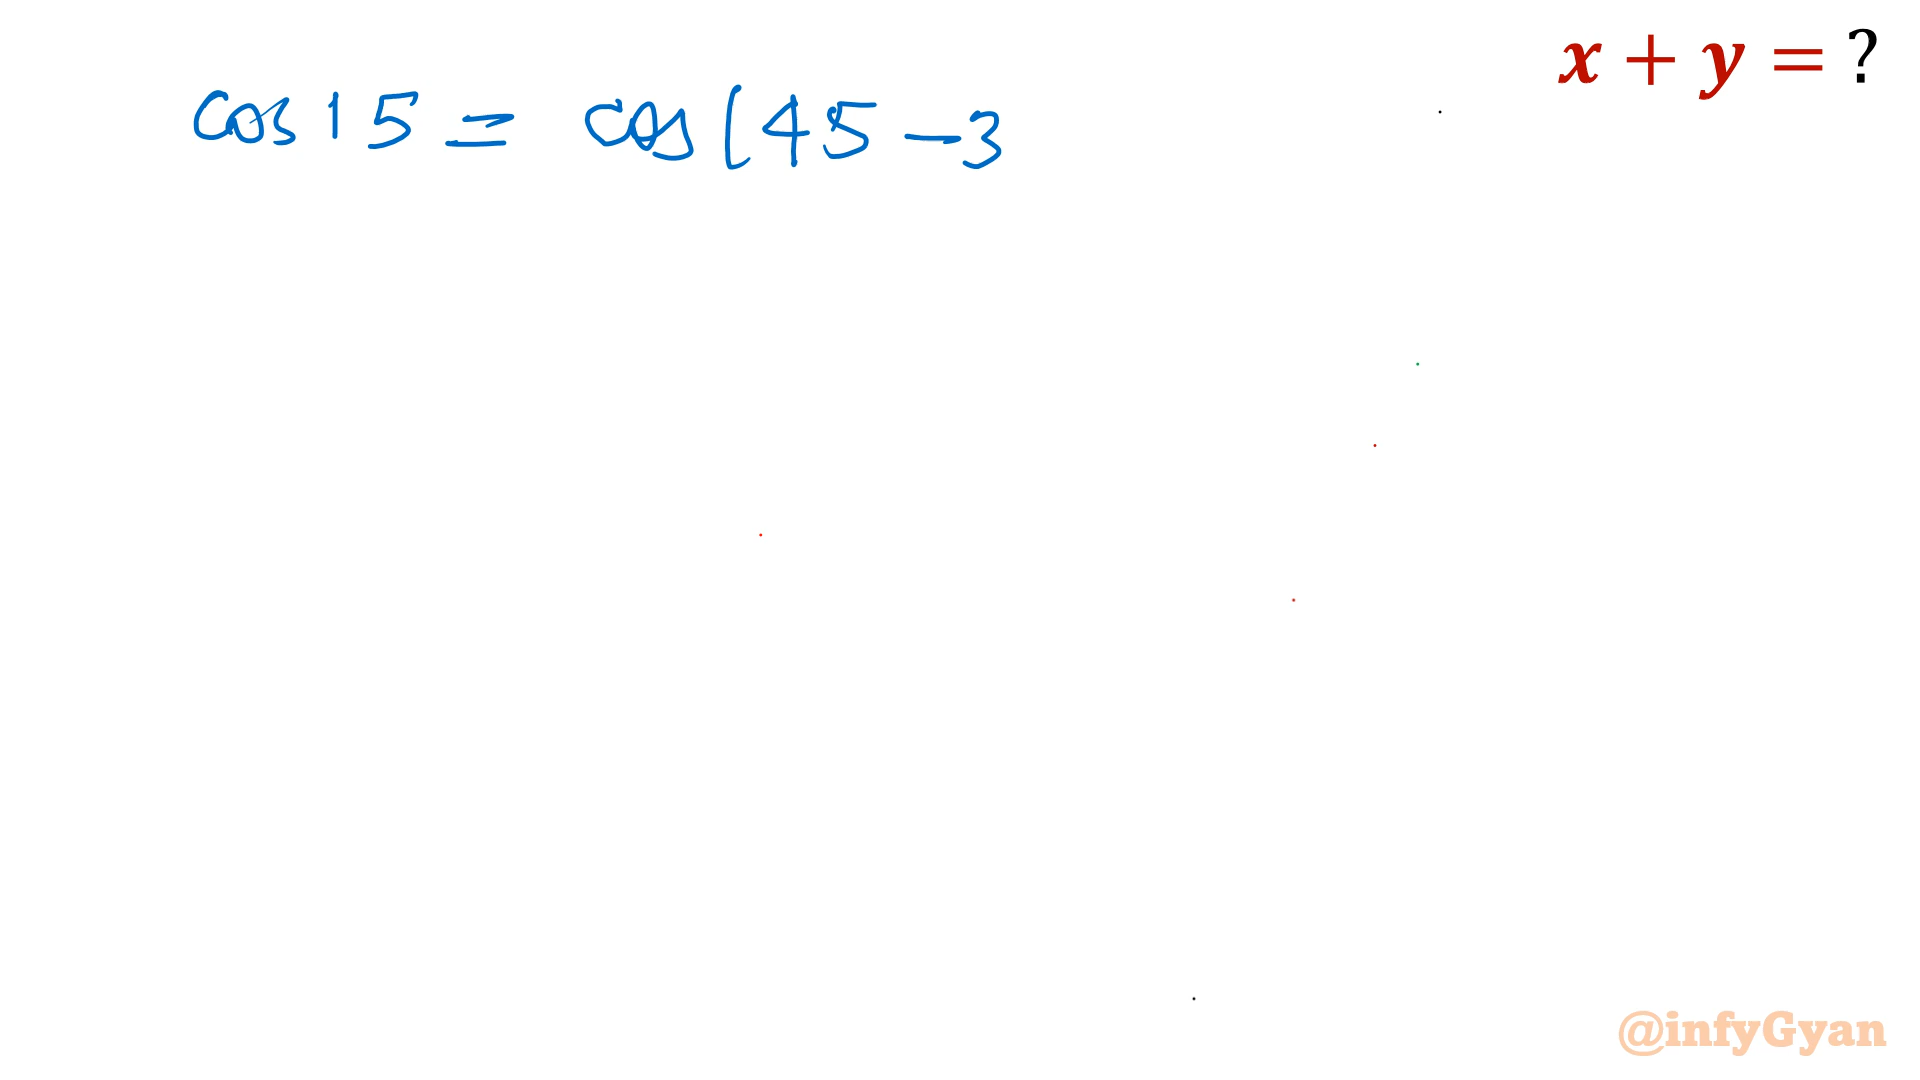 x + y = ?
cos 15 = cos (45 - 3
@infyGyan